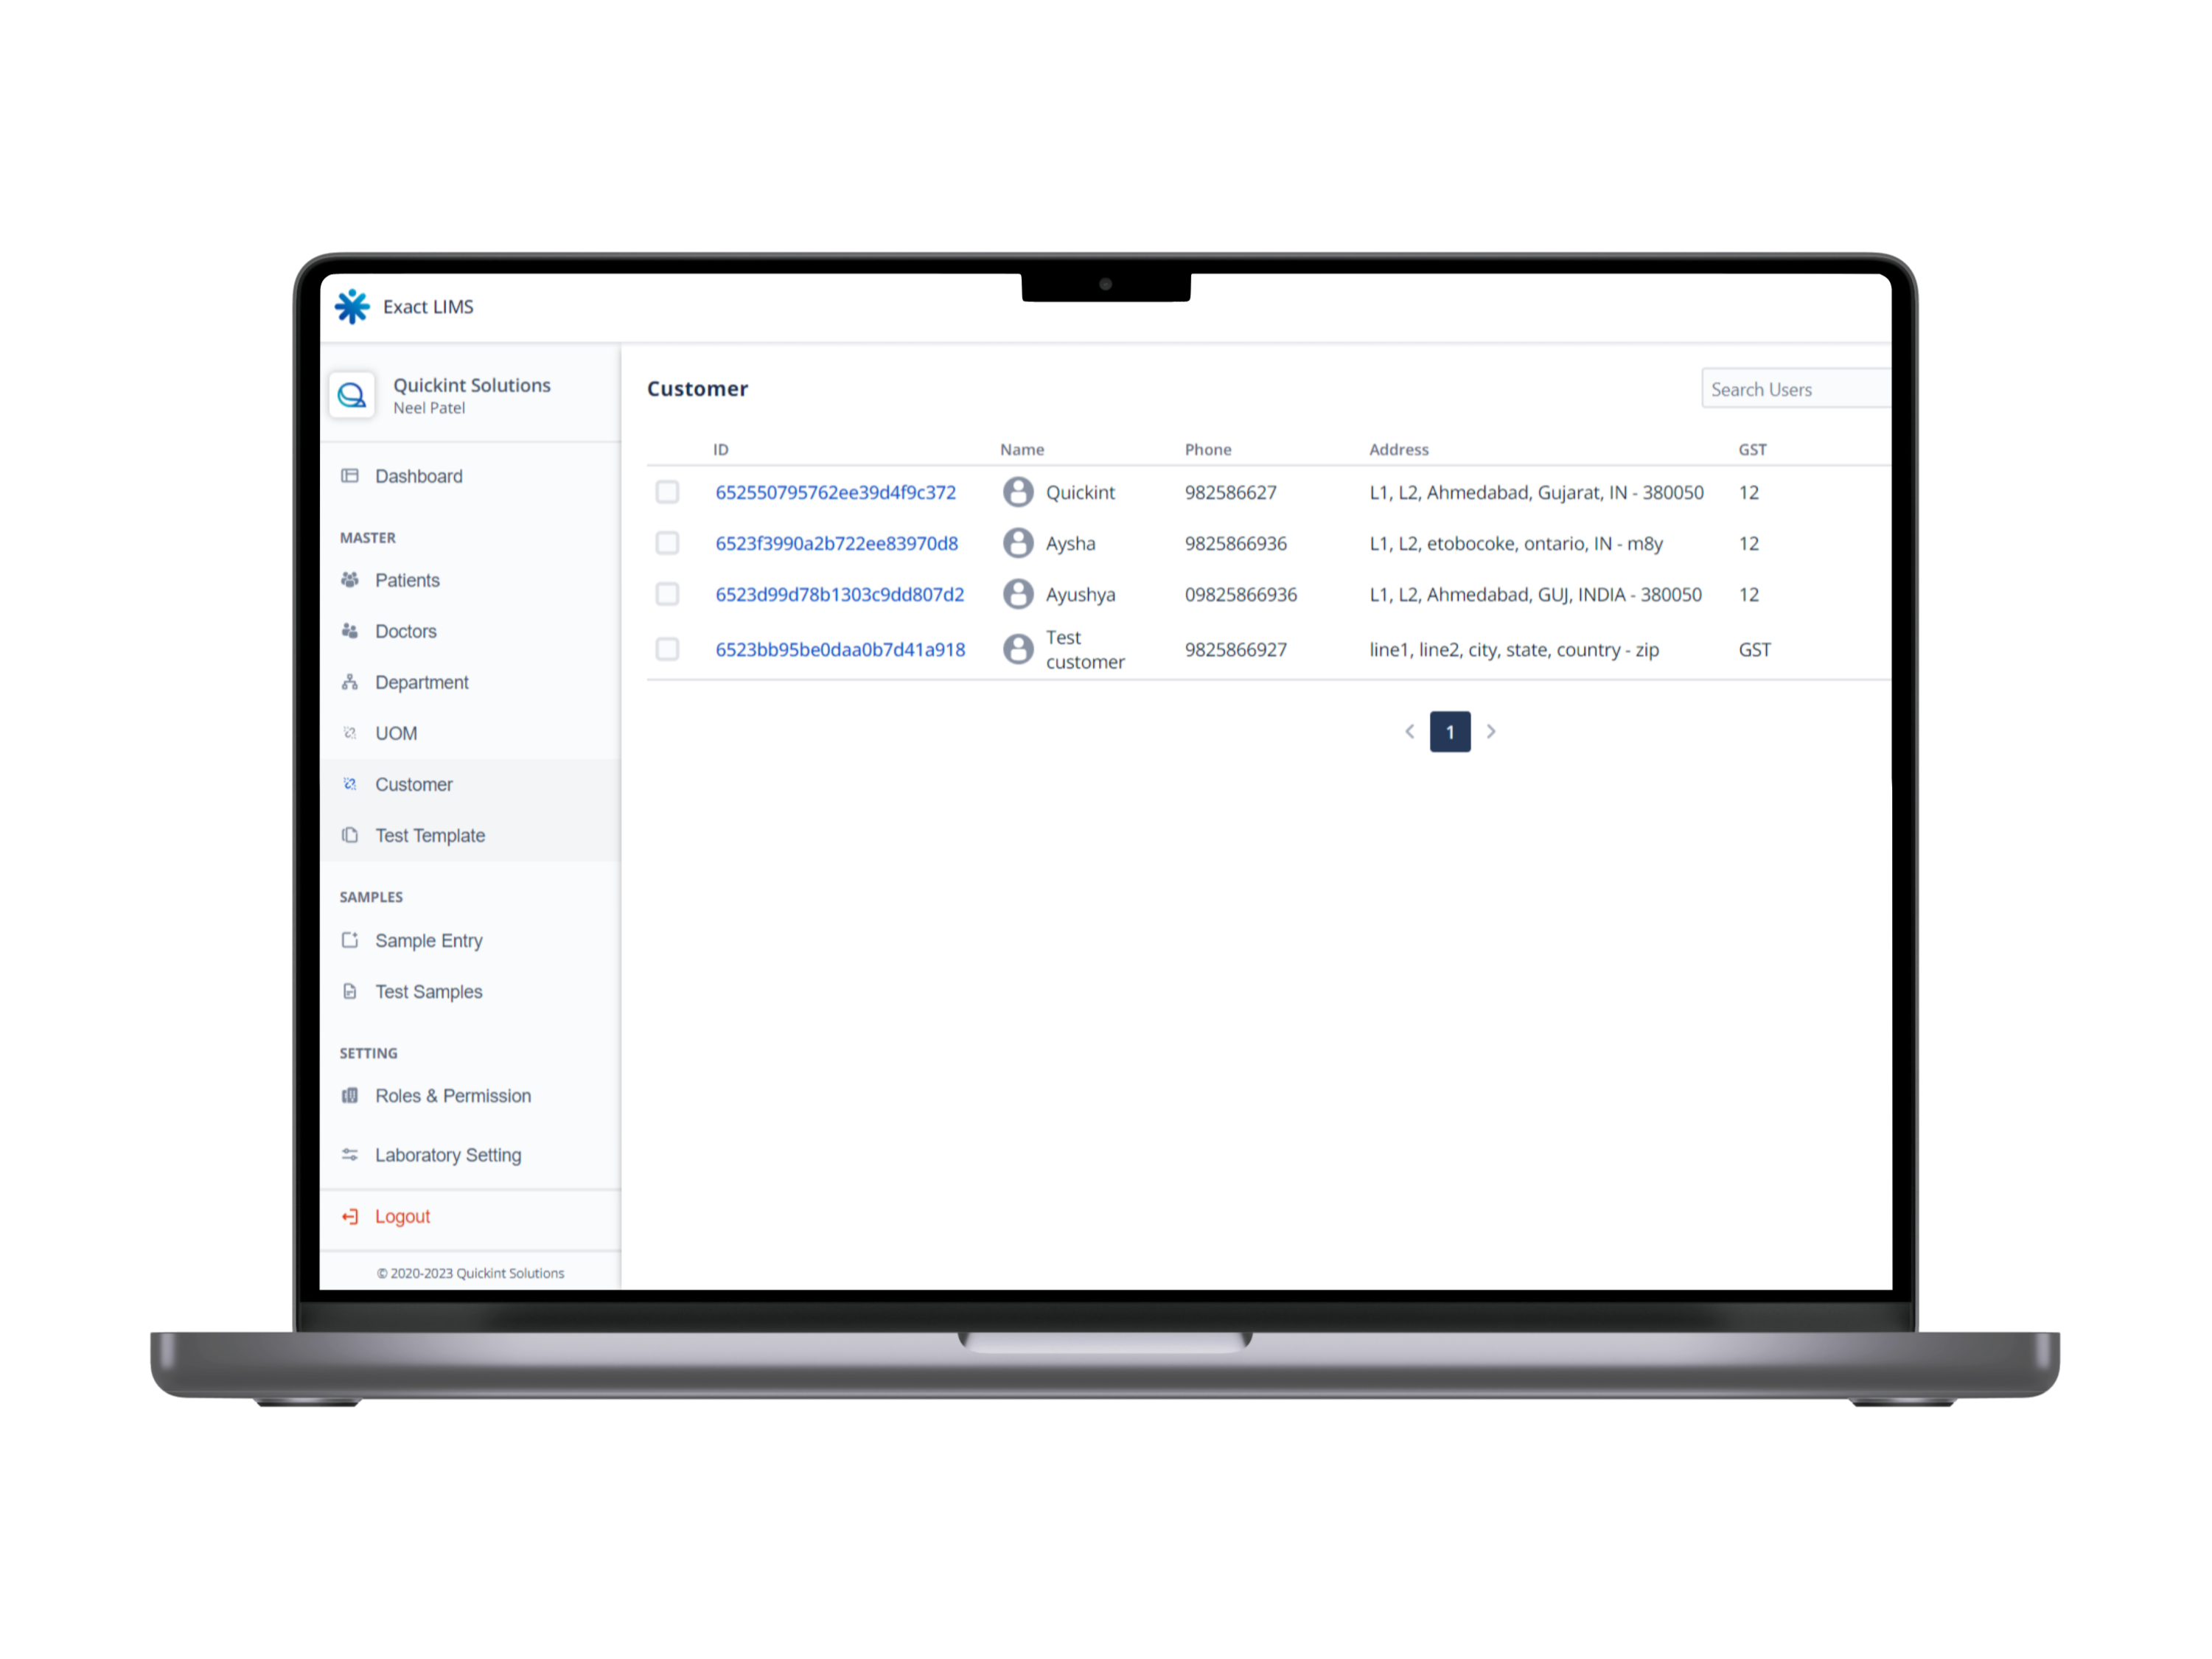 Exact LIMS
Quickint Solutions
Neel Patel
Dashboard
MASTER
Patients
Doctors
Department
UOM
Customer
Test Template
SAMPLES
Sample Entry
Test Samples
SETTING
Roles & Permission
Laboratory Setting
Logout
© 2020-2023 Quickint Solutions
Customer
Search Users
ID Name Phone Address GST
652550795762ee39d4f9c372 Quickint 982586627 L1, L2, Ahmedabad, Gujarat, IN - 380050 12
6523f3990a2b722ee83970d8 Aysha 9825866936 L1, L2, etobocoke, ontario, IN - m8y 12
6523d99d78b1303c9dd807d2 Ayushya 09825866936 L1, L2, Ahmedabad, GUJ, INDIA - 380050 12
6523bb95be0daa0b7d41a918 Test customer 9825866927 line1, line2, city, state, country - zip GST
1